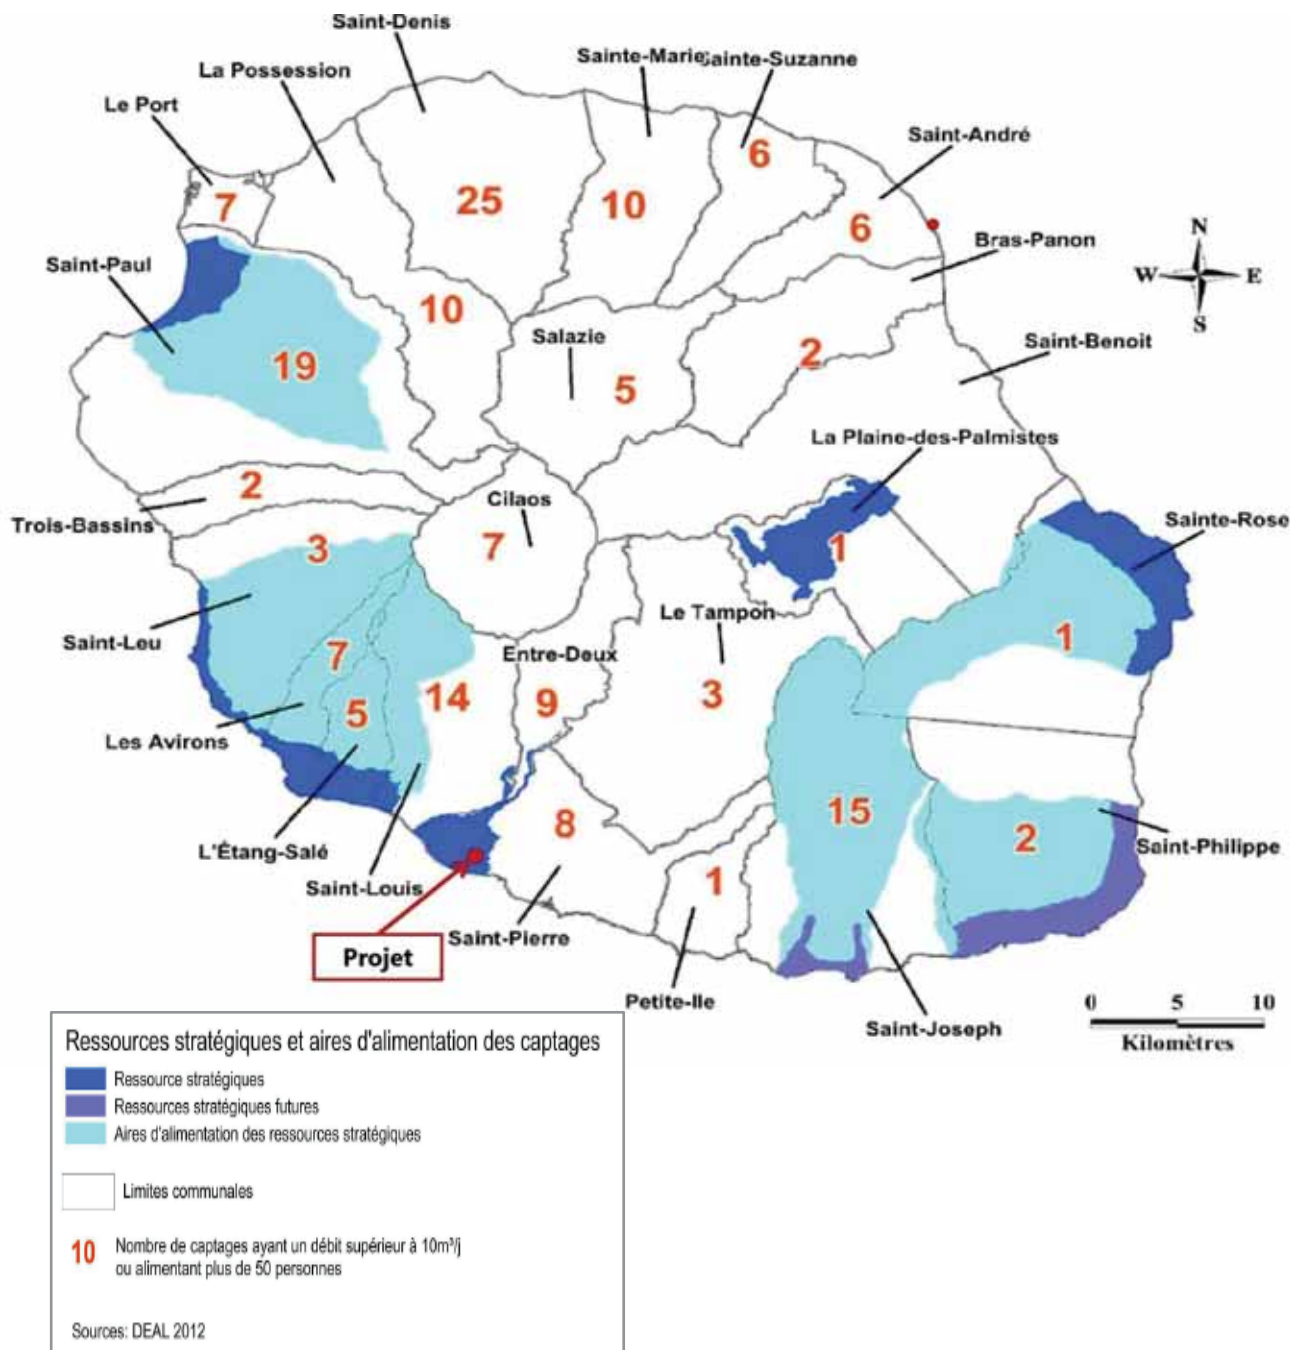 Saint-Denis
Sainte-Marie
Sainte-Suzanne
La Possession
Le Port
Saint-André
6
25
10
7
6
Bras-Panon
N
W E
S
Saint-Paul
10
Salazie
2
Saint-Benoit
19
5
La Plaine-des-Palmistes
2
Cilaos
Trois-Bassins
Sainte-Rose
3
7
1
Le Tampon
1
Saint-Leu
7
Entre-Deux
14
9
3
5
Les Avirons
15
8
2
L'Étang-Salé
Saint-Philippe
Saint-Louis
1
Saint-Pierre
Projet
Petite-Ile
Saint-Joseph
0 5 10
Kilomètres
Ressources stratégiques et aires d'alimentation des captages
Ressource stratégiques
Ressources stratégiques futures
Aires d'alimentation des ressources stratégiques
Limites communales
10 Nombre de captages ayant un débit supérieur à 10m³/j
ou alimentant plus de 50 personnes
Sources: DEAL 2012